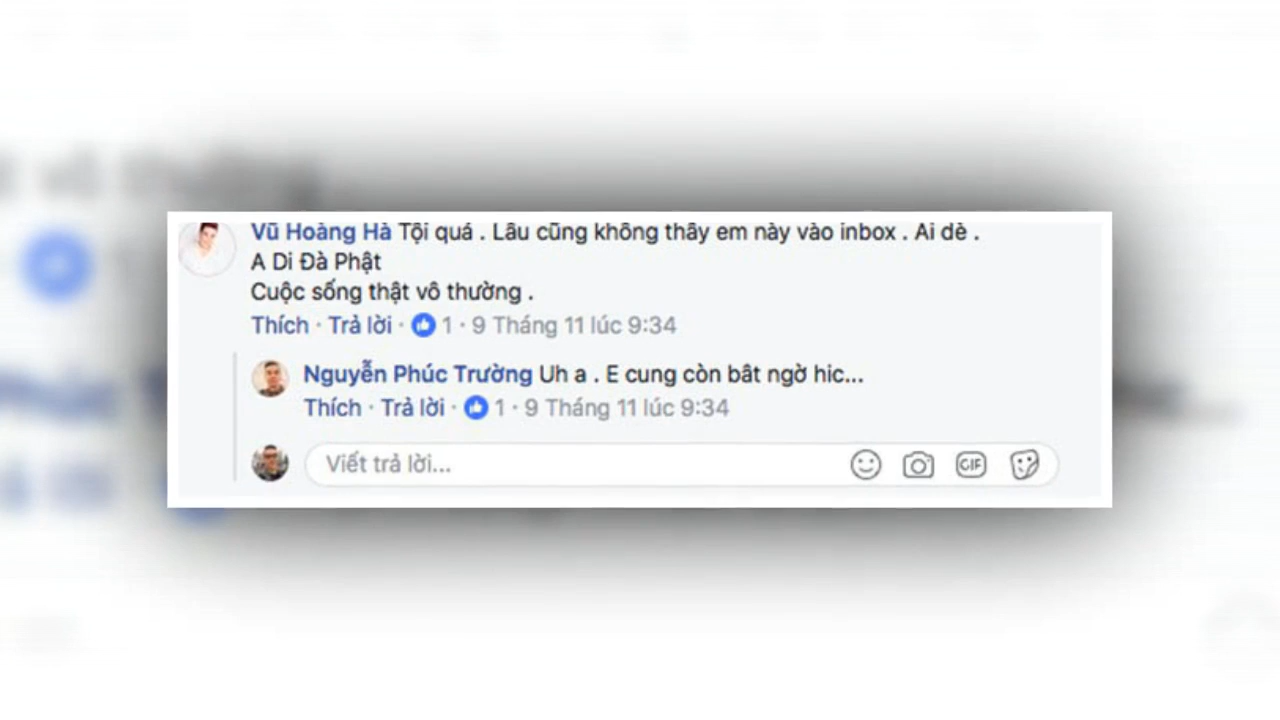 Vũ Hoàng Hà Tội quá . Lâu cũng không thấy em này vào inbox . Ai dè .
A Di Đà Phật
Cuộc sống thật vô thường .
Thích · Trả lời · 1 · 9 Tháng 11 lúc 9:34
Nguyễn Phúc Trường Uh a . E cung còn bât ngờ hic...
Thích · Trả lời · 1 · 9 Tháng 11 lúc 9:34
Viết trả lời...
GIF